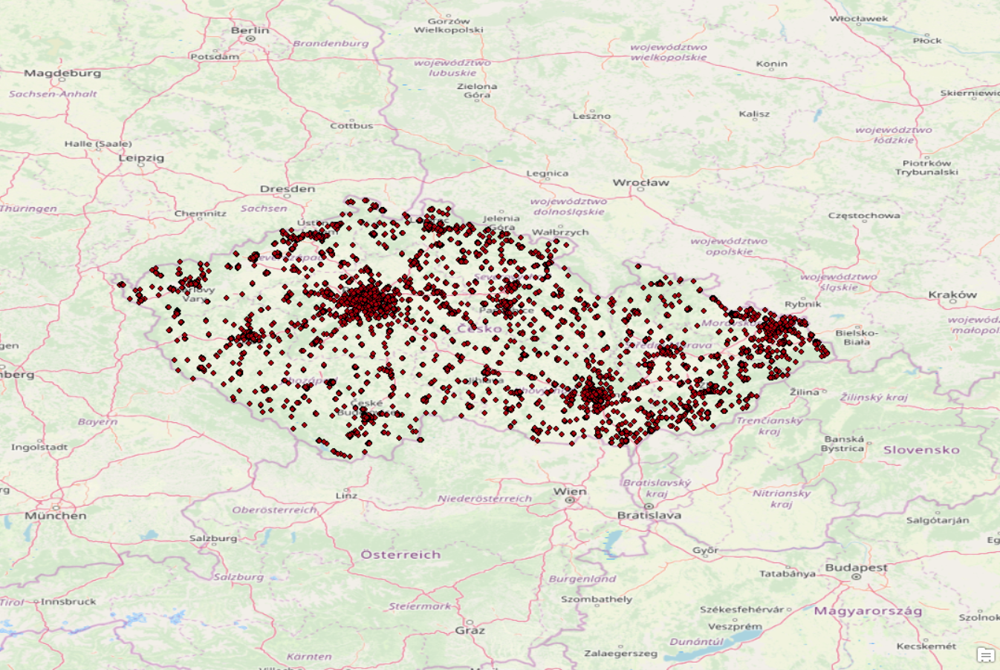 Włocławek
Gorzów
Wielkopolski
Berlin
Płock
Brandenburg
województwo
wielkopolskie
Potsdam
województwo
lubuskie
Konin
Magdeburg
Zielona
Góra
Sachsen-Anhalt
Skierniewic
Leszno
Kalisz
Cottbus
województwo
łódzkie
Halle (Saale)
Leipzig
Piotrków
Trybunalski
Legnica
Wrocław
Dresden
województwo
dolnośląskie
Thüringen
Sachsen
Chemnitz
Częstochowa
Jelenia
Góra
Wałbrzych
województwo
opolskie
województwo
śląskie
Vary
Kraków
Rybnik
Česko
Bielsko-
Biała
České
Žilina
Žilinský kraj
Bayern
Trenčiansky
kraj
Ingolstadt
Banská
Bystrica
Slovensko
Bratislavský
kraj
Nitriansky
kraj
Linz
Niederösterreich
Wien
Oberösterreich
München
Bratislava
Salgótarján
Salzburg
Győr
Österreich
Budapest
Salzburg
Burgenland
Tatabánya
Tirol
Innsbruck
Szombathely
Steiermark
Székesfehérvár
Magyarország
Szolnok
Veszprém
Graz
Dunántúl
Kecskemét
Kärnten
Zalaegerszeg